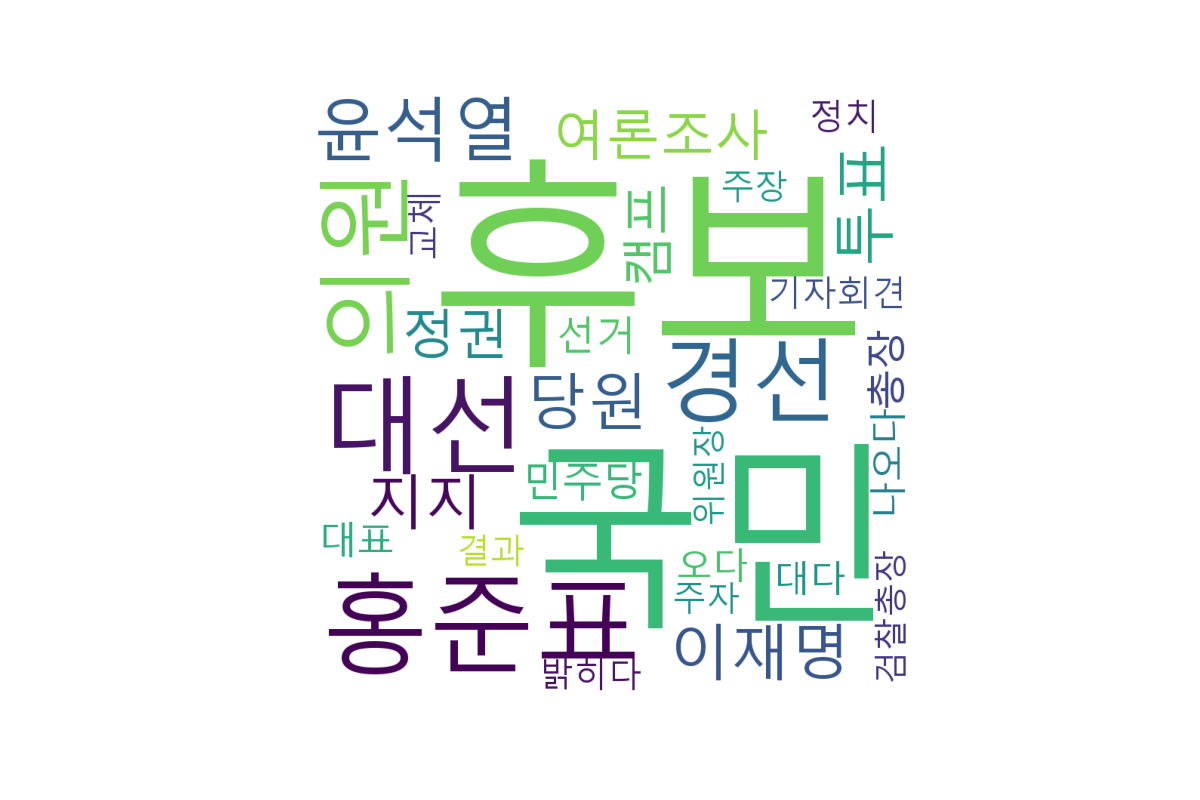 윤석열
여론조사
정치
후보
의원
교체
캠프
주장
투표
기자회견
정권
선거
총장
경선
대선
당원
국민
민주당
위원장
나오다
지지
대표
결과
오다
주자
대다
검찰총장
홍준표
이재명
밝히다